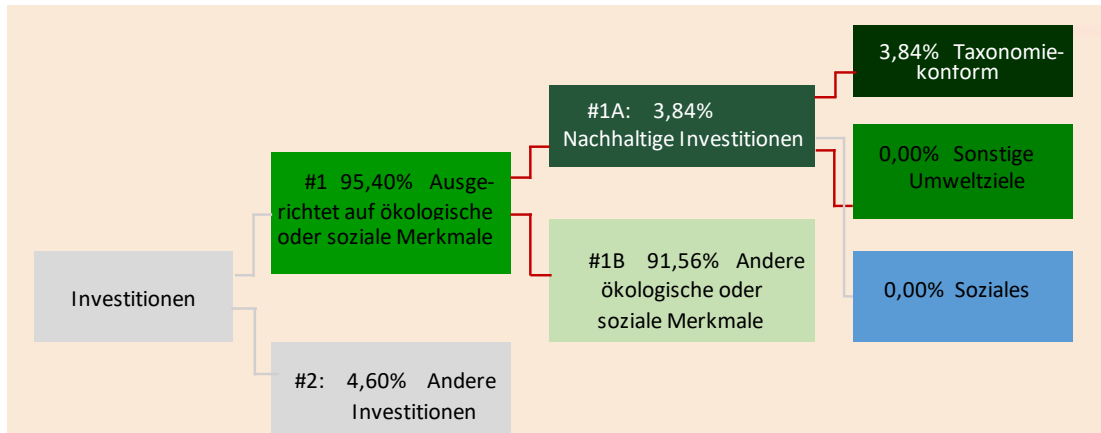 Investitionen
#1 95,40% Ausge-
richtet auf ökologische
oder soziale Merkmale
#2: 4,60% Andere
Investitionen
#1A: 3,84%
Nachhaltige Investitionen
#1B 91,56% Andere
ökologische oder
soziale Merkmale
3,84% Taxonomie-
konform
0,00% Sonstige
Umweltziele
0,00% Soziales